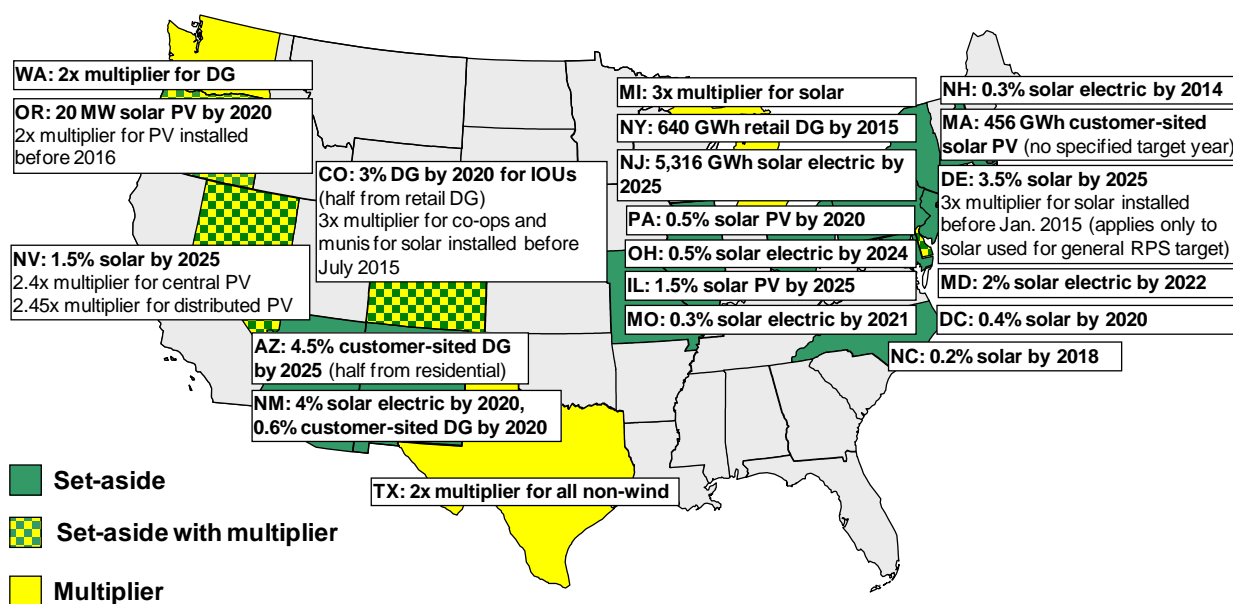 WA: 2x multiplier for DG
OR: 20 MW solar PV by 2020
2x multiplier for PV installed
before 2016
CO: 3% DG by 2020 for IOUs
(half from retail DG)
3x multiplier for co-ops and
munis for solar installed before
July 2015
NV: 1.5% solar by 2025
2.4x multiplier for central PV
2.45x multiplier for distributed PV
AZ: 4.5% customer-sited DG
by 2025 (half from residential)
NM: 4% solar electric by 2020,
0.6% customer-sited DG by 2020
TX: 2x multiplier for all non-wind
MI: 3x multiplier for solar
NY: 640 GWh retail DG by 2015
NJ: 5,316 GWh solar electric by
2025
PA: 0.5% solar PV by 2020
OH: 0.5% solar electric by 2024
IL: 1.5% solar PV by 2025
MO: 0.3% solar electric by 2021
NH: 0.3% solar electric by 2014
MA: 456 GWh customer-sited
solar PV (no specified target year)
DE: 3.5% solar by 2025
3x multiplier for solar installed
before Jan. 2015 (applies only to
solar used for general RPS target)
MD: 2% solar electric by 2022
DC: 0.4% solar by 2020
NC: 0.2% solar by 2018
Set-aside
Set-aside with multiplier
Multiplier